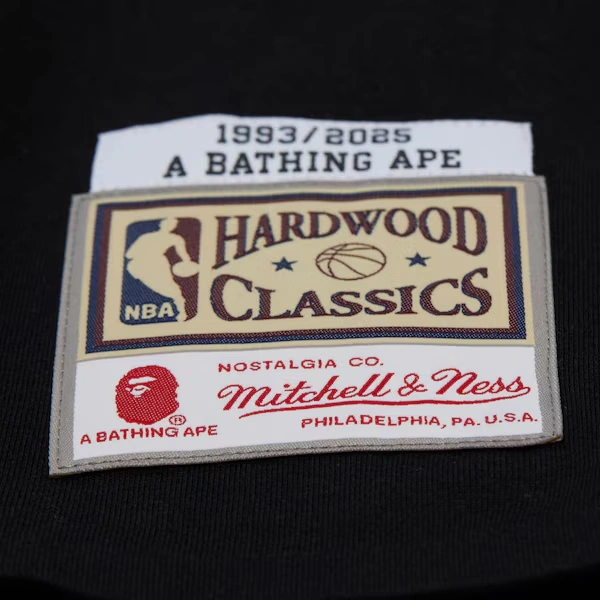 1993/2025
A BATHING APE
HARDWOOD
CLASSICS
NBA
NOSTALGIA CO.
Mitchell & Ness
PHILADELPHIA, PA. U.S.A.
®
A BATHING APE